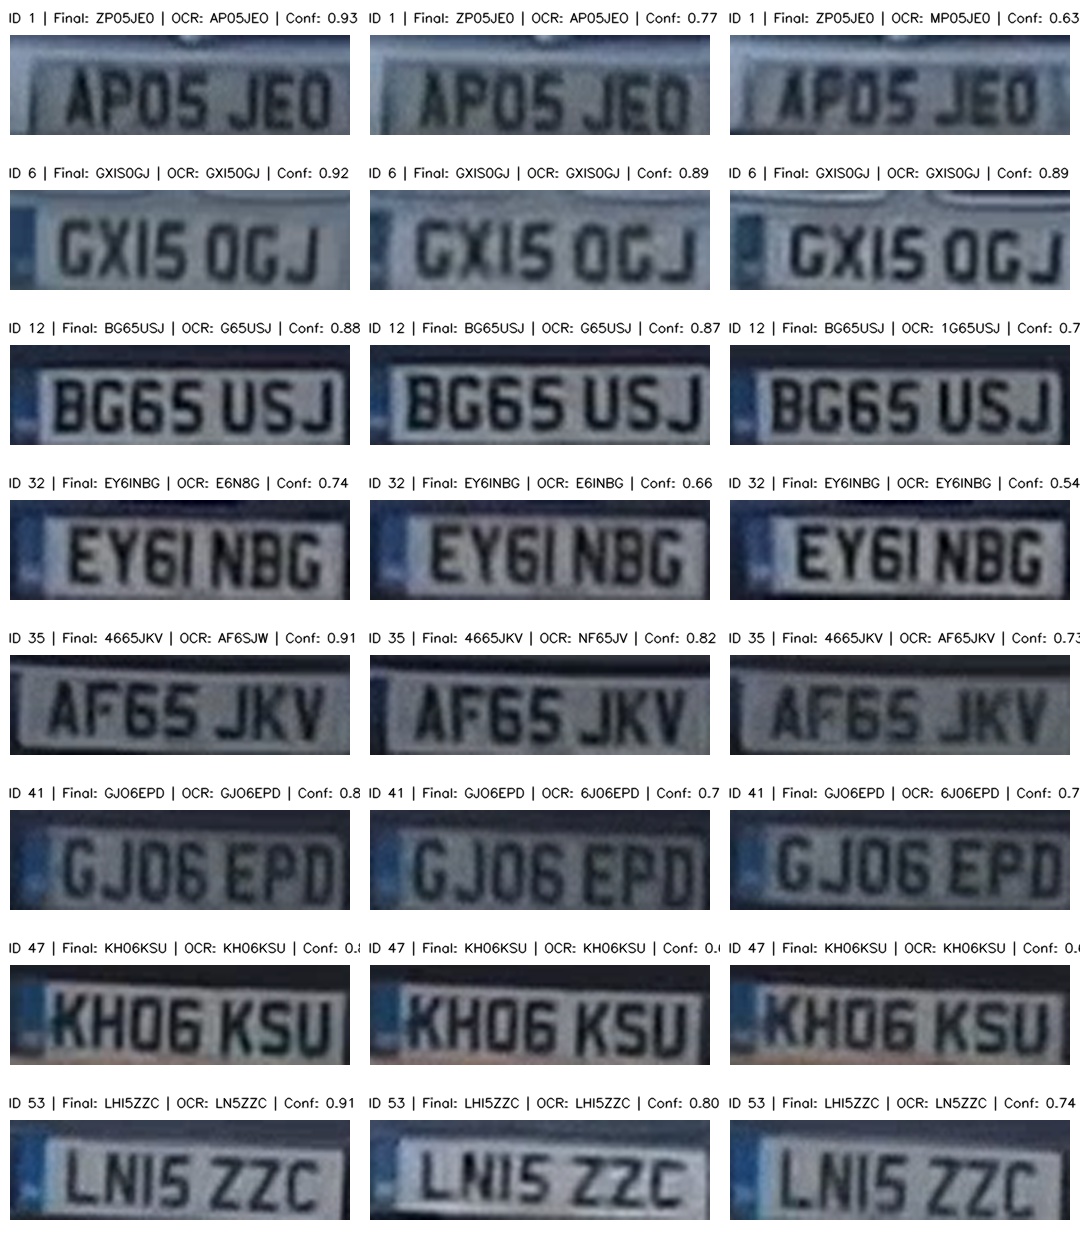 ID 1 | Final: ZP05JE0 | OCR: AP05JE0 | Conf: 0.93
ID 1 | Final: ZP05JE0 | OCR: AP05JE0 | Conf: 0.77
ID 1 | Final: ZP05JE0 | OCR: MP05JE0 | Conf: 0.63
AP05 JEO
AP05 JEO
AP05 JEO
ID 6 | Final: GXIS0GJ | OCR: GXI50GJ | Conf: 0.92
ID 6 | Final: GXIS0GJ | OCR: GXIS0GJ | Conf: 0.89
ID 6 | Final: GXIS0GJ | OCR: GXIS0GJ | Conf: 0.89
GX15 OGJ
GX15 OGJ
GX15 OGJ
ID 12 | Final: BG65USJ | OCR: G65USJ | Conf: 0.88
ID 12 | Final: BG65USJ | OCR: G65USJ | Conf: 0.87
ID 12 | Final: BG65USJ | OCR: 1G65USJ | Conf: 0.7
BG65 USJ
BG65 USJ
BG65 USJ
ID 32 | Final: EY6INBG | OCR: E6N8G | Conf: 0.74
ID 32 | Final: EY6INBG | OCR: E6INBG | Conf: 0.66
ID 32 | Final: EY6INBG | OCR: EY6INBG | Conf: 0.54
EY61 NBG
EY61 NBG
EY61 NBG
ID 35 | Final: 4665JKV | OCR: AF6SJW | Conf: 0.91
ID 35 | Final: 4665JKV | OCR: NF65JV | Conf: 0.82
ID 35 | Final: 4665JKV | OCR: AF65JKV | Conf: 0.73
AF65 JKV
AF65 JKV
AF65 JKV
ID 41 | Final: GJ06EPD | OCR: GJ06EPD | Conf: 0.8
ID 41 | Final: GJ06EPD | OCR: 6J06EPD | Conf: 0.7
ID 41 | Final: GJ06EPD | OCR: 6J06EPD | Conf: 0.7
GJ06 EPD
GJ06 EPD
GJ06 EPD
ID 47 | Final: KH06KSU | OCR: KH06KSU | Conf: 0.8
ID 47 | Final: KH06KSU | OCR: KH06KSU | Conf: 0.
ID 47 | Final: KH06KSU | OCR: KH06KSU | Conf: 0.
KH06 KSU
KH06 KSU
KH06 KSU
ID 53 | Final: LHI5ZZC | OCR: LN5ZZC | Conf: 0.91
ID 53 | Final: LHI5ZZC | OCR: LHI5ZZC | Conf: 0.80
ID 53 | Final: LHI5ZZC | OCR: LN5ZZC | Conf: 0.74
LN15 ZZC
LN15 ZZC
LN15 ZZC